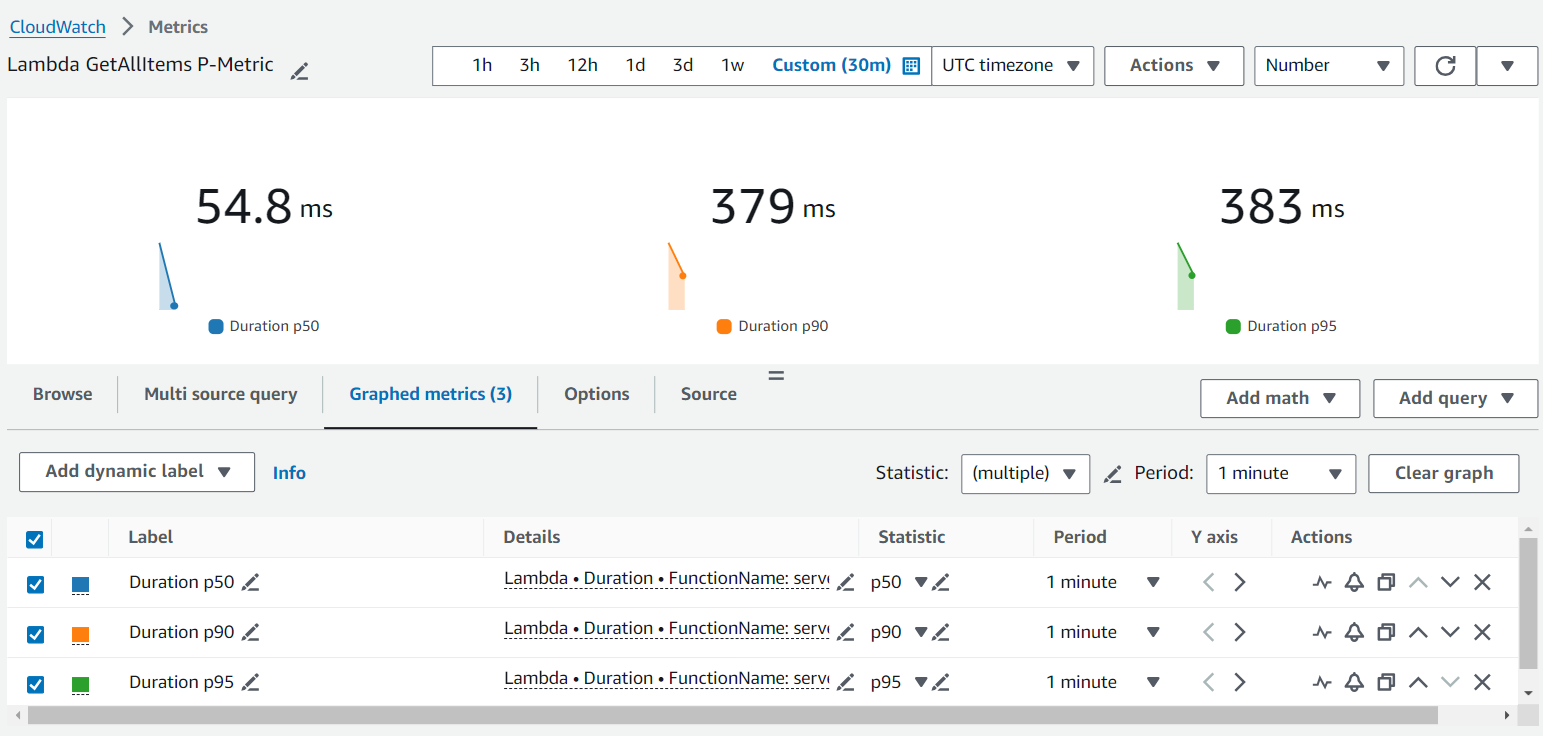 CloudWatch > Metrics
Lambda GetAllItems P-Metric
1h 3h 12h 1d 3d 1w Custom (30m) UTC timezone Actions Number
54.8 ms 379 ms 383 ms
Duration p50 Duration p90 Duration p95
Browse Multi source query Graphed metrics (3) Options Source Add math Add query
Add dynamic label Info Statistic: (multiple) Period: 1 minute Clear graph
Label Details Statistic Period Y axis Actions
Duration p50 Lambda • Duration • FunctionName: serve p50 1 minute
Duration p90 Lambda • Duration • FunctionName: serve p90 1 minute
Duration p95 Lambda • Duration • FunctionName: serve p95 1 minute